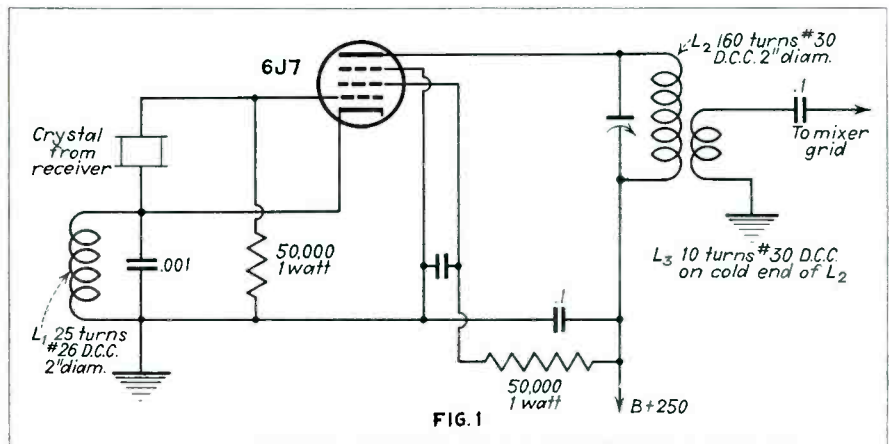 6J7
L2 160 turns #30
D.C.C. 2" diam.
Crystal
from
receiver
.1
To mixer
grid
.001
50,000
1 watt
L3 10 turns #30 D.C.C.
on cold end of L2
L1 25 turns
#26 D.C.C.
2" diam.
.1
50,000
1 watt
B+250
FIG. 1